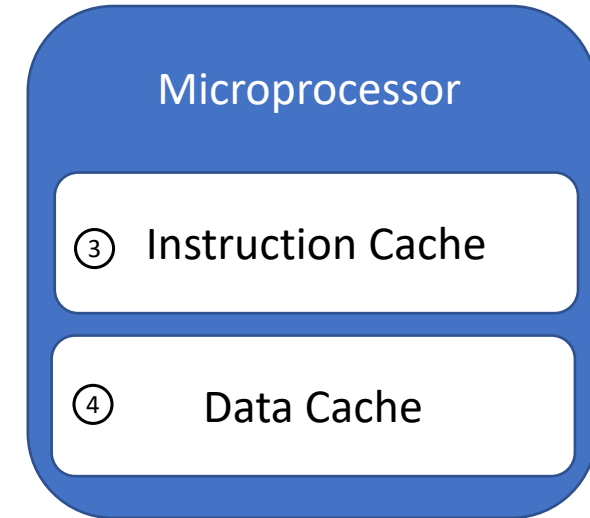 Microprocessor
③ Instruction Cache
④ Data Cache